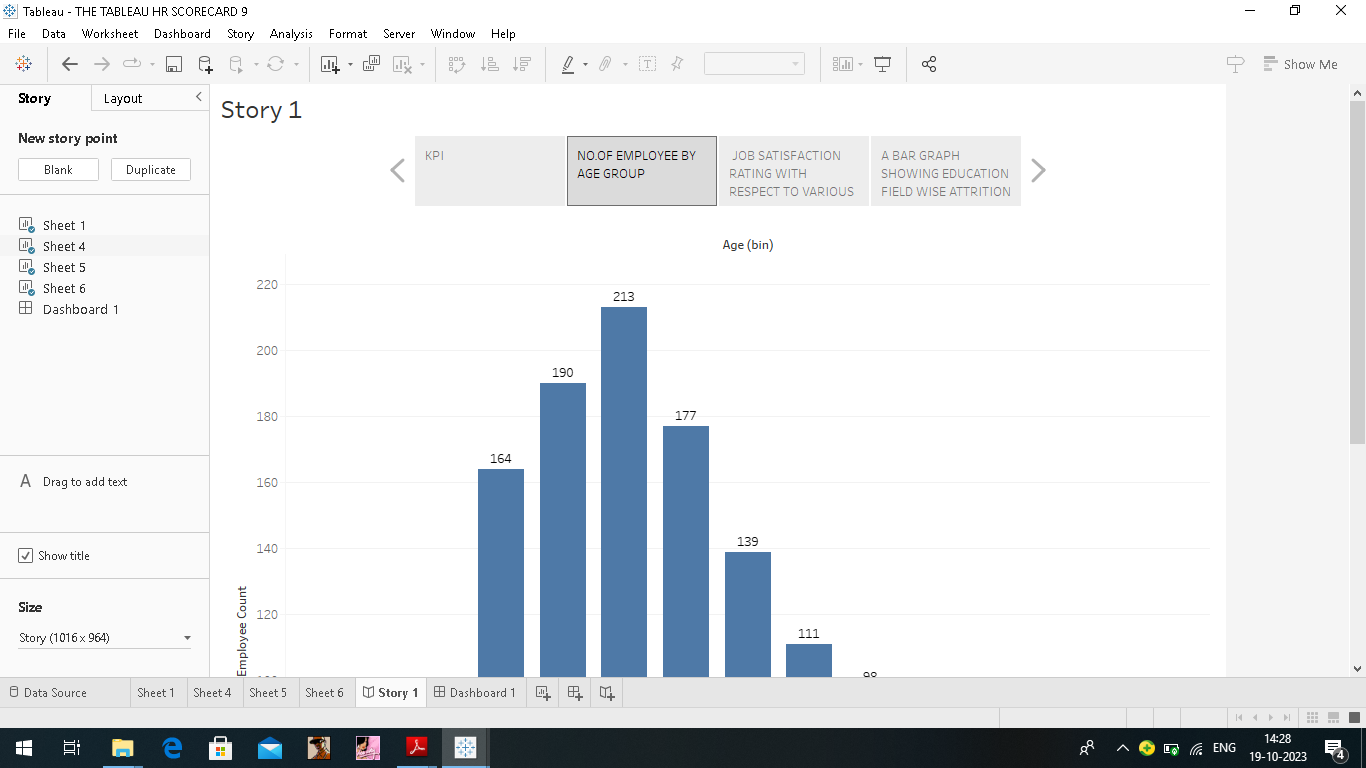 Tableau - THE TABLEAU HR SCORECARD 9
File Data Worksheet Dashboard Story Analysis Format Server Window Help
Show Me
Story Layout
New story point
Blank Duplicate
Sheet 1
Sheet 4
Sheet 5
Sheet 6
Dashboard 1
A Drag to add text
Show title
Size
Story (1016 x 964)
Story 1
KPI
NO.OF EMPLOYEE BY
AGE GROUP
JOB SATISFACTION
RATING WITH
RESPECT TO VARIOUS
A BAR GRAPH
SHOWING EDUCATION
FIELD WISE ATTRITION
Age (bin)
220
200
180
160
140
120
Employee Count
164
190
213
177
139
111
Data Source Sheet 1 Sheet 4 Sheet 5 Sheet 6 Story 1 Dashboard 1
ENG
14:28
19-10-2023
4